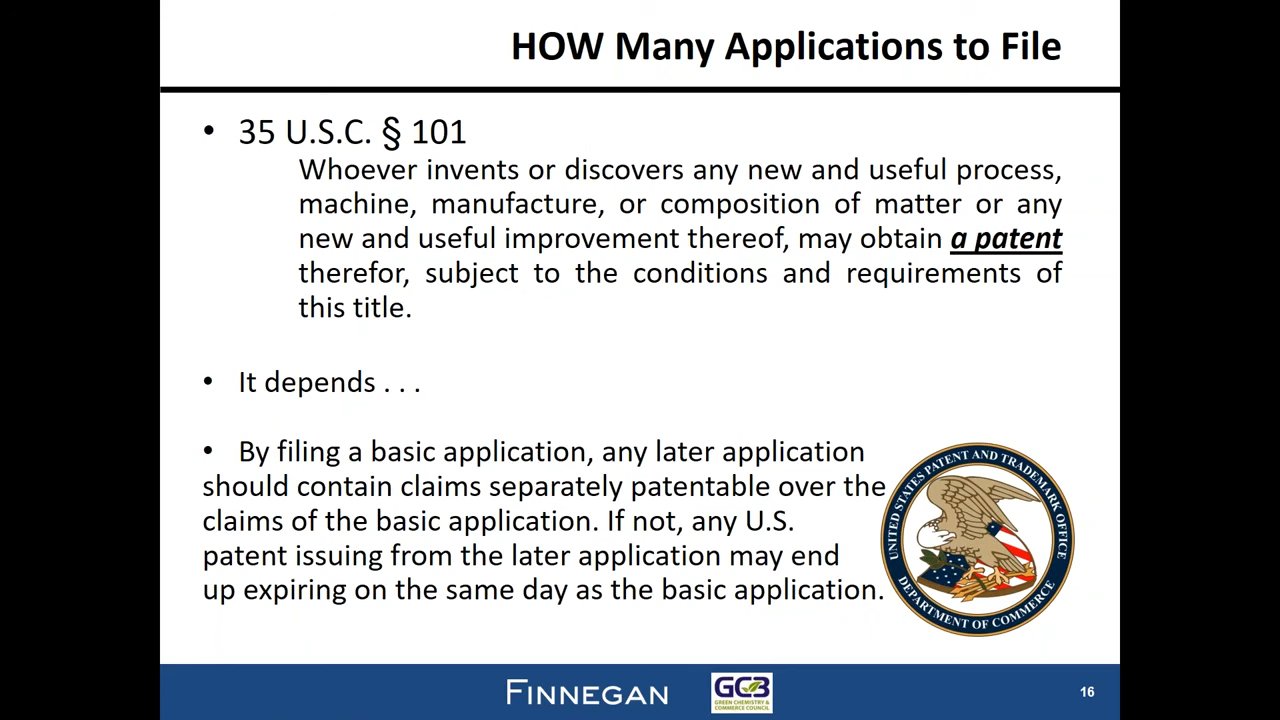 HOW Many Applications to File
• 35 U.S.C. § 101
Whoever invents or discovers any new and useful process,
machine, manufacture, or composition of matter or any
new and useful improvement thereof, may obtain a patent
therefor, subject to the conditions and requirements of
this title.
• It depends . . .
• By filing a basic application, any later application
should contain claims separately patentable over the
claims of the basic application. If not, any U.S.
patent issuing from the later application may end
up expiring on the same day as the basic application.
UNITED STATES PATENT AND TRADEMARK OFFICE
DEPARTMENT OF COMMERCE
FINNEGAN
GC3
GREEN CHEMISTRY &
COMMERCE COUNCIL
16